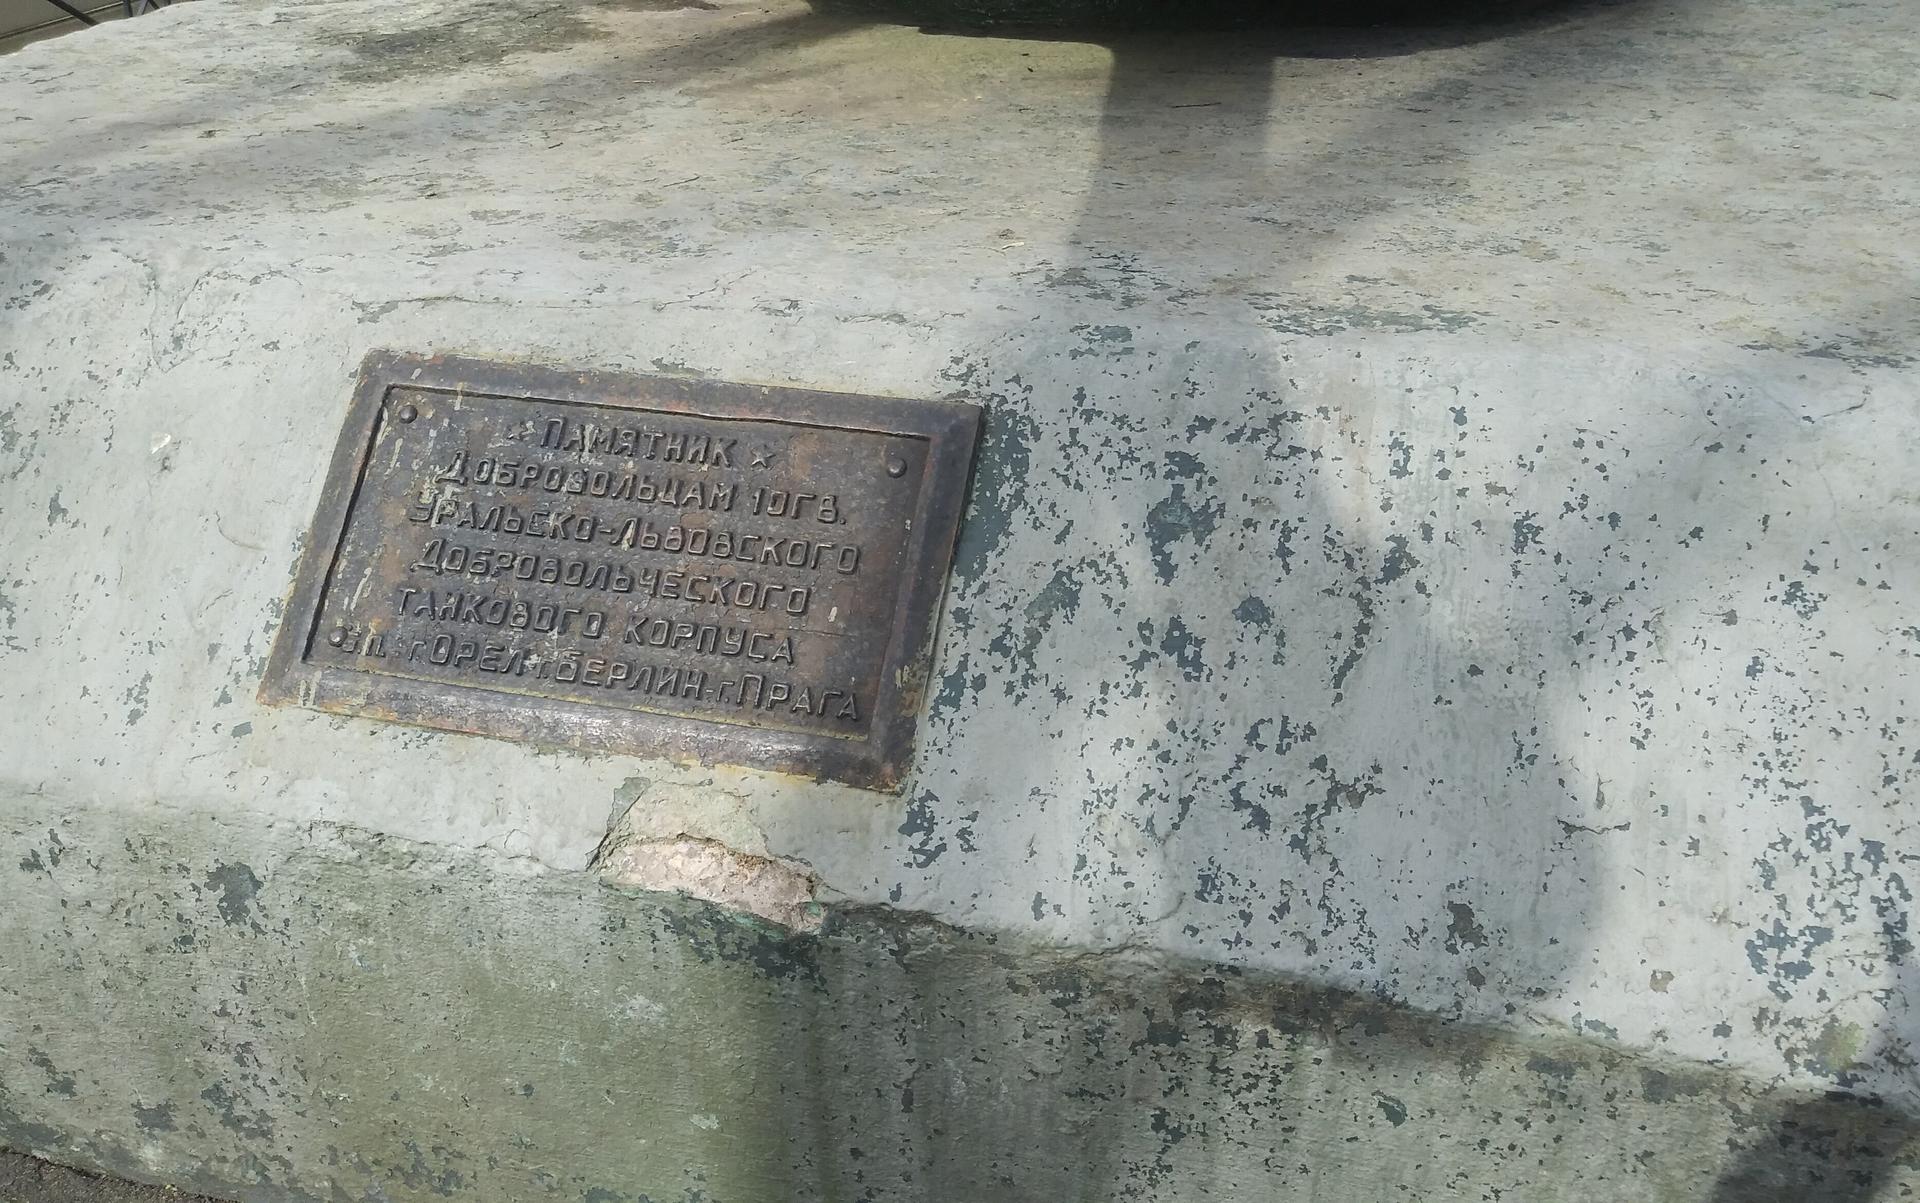 ★ Памятник ★
Добровольцам 10гв.
Уральско-Львовского
Добровольческого
танкового корпуса
г.Орел-г.Берлин-г.Прага